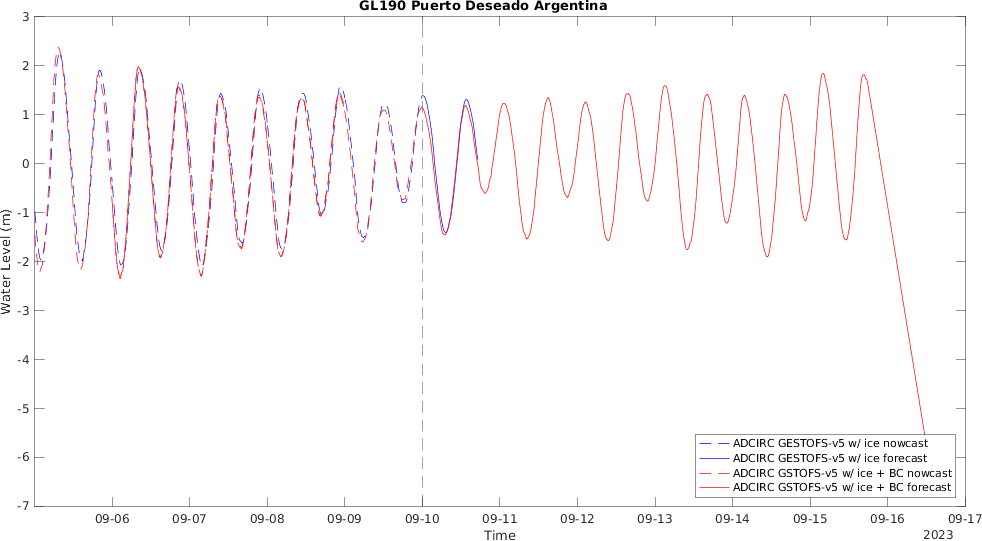 GL190 Puerto Deseado Argentina
3
2
1
0
-1
-2
-3
-4
-5
-6
-7
Water Level (m)
ADCIRC GESTOFS-v5 w/ ice nowcast
ADCIRC GESTOFS-v5 w/ ice forecast
ADCIRC GSTOFS-v5 w/ ice + BC nowcast
ADCIRC GSTOFS-v5 w/ ice + BC forecast
09-06 09-07 09-08 09-09 09-10 09-11 09-12 09-13 09-14 09-15 09-16 09-17
Time
2023